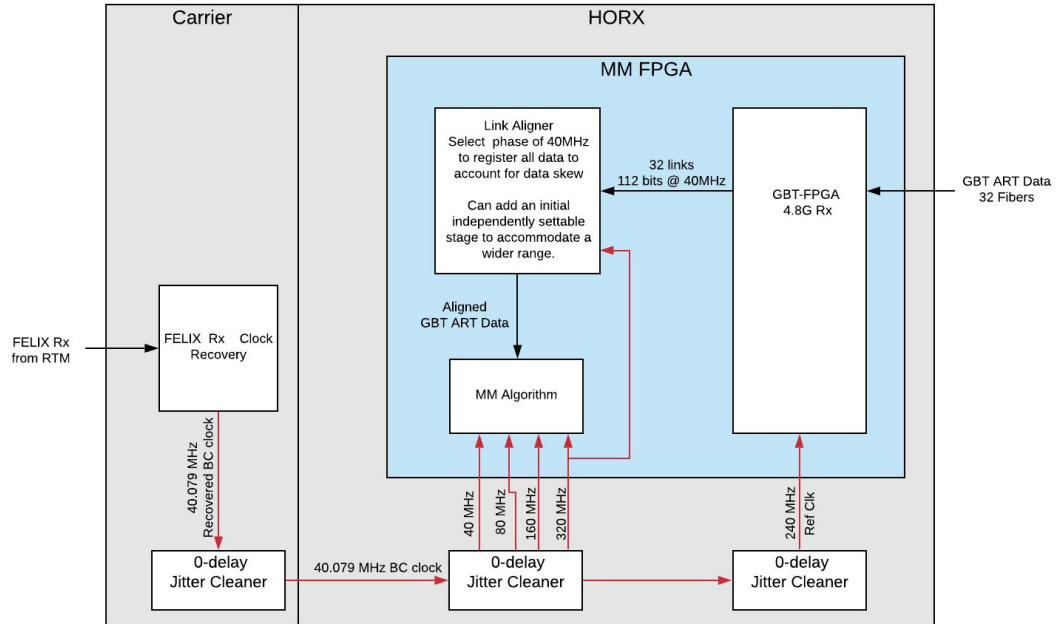 Carrier
HORX
MM FPGA
Link Aligner
Select phase of 40MHz
to register all data to
account for data skew
Can add an initial
independently settable
stage to accommodate a
wider range.
32 links
112 bits @ 40MHz
GBT-FPGA
4.8G Rx
GBT ART Data
32 Fibers
Aligned
GBT ART Data
FELIX Rx
from RTM
FELIX Rx Clock
Recovery
MM Algorithm
40.079 MHz
Recovered BC clock
40 MHz
80 MHz
160 MHz
320 MHz
240 MHz
Ref Clk
0-delay
Jitter Cleaner
40.079 MHz BC clock
0-delay
Jitter Cleaner
0-delay
Jitter Cleaner